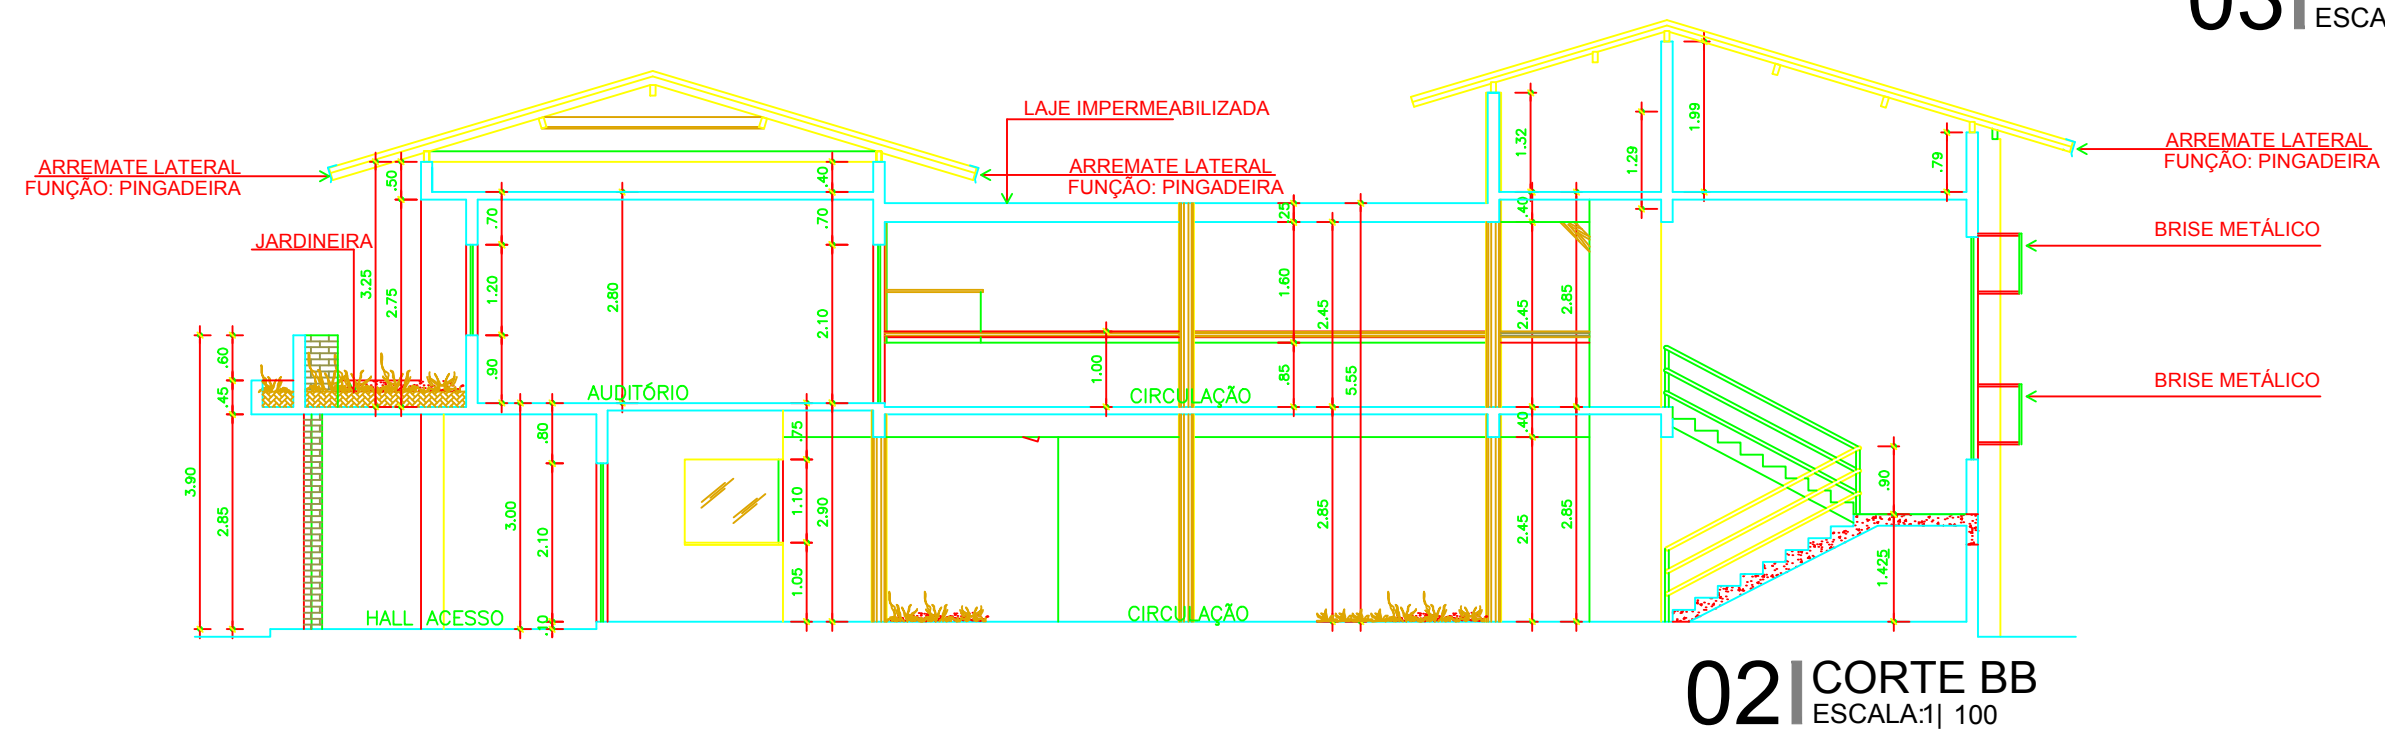 03
ESCA
LAJE IMPERMEABILIZADA
ARREMATE LATERAL
FUNÇÃO: PINGADEIRA
ARREMATE LATERAL
FUNÇÃO: PINGADEIRA
ARREMATE LATERAL
FUNÇÃO: PINGADEIRA
JARDINEIRA
BRISE METÁLICO
BRISE METÁLICO
AUDITÓRIO
CIRCULAÇÃO
HALL ACESSO
CIRCULAÇÃO
3.90
.60
.45
2.85
3.25
.50
2.75
.70
1.20
.90
3.00
.80
2.10
.10
2.80
.75
1.10
1.05
.40
.70
2.10
2.90
1.00
.25
1.60
.85
2.45
2.85
5.55
1.32
.40
2.45
.40
2.45
2.85
2.85
1.29
1.99
.79
.90
1.425
02 CORTE BB
ESCALA:1| 100